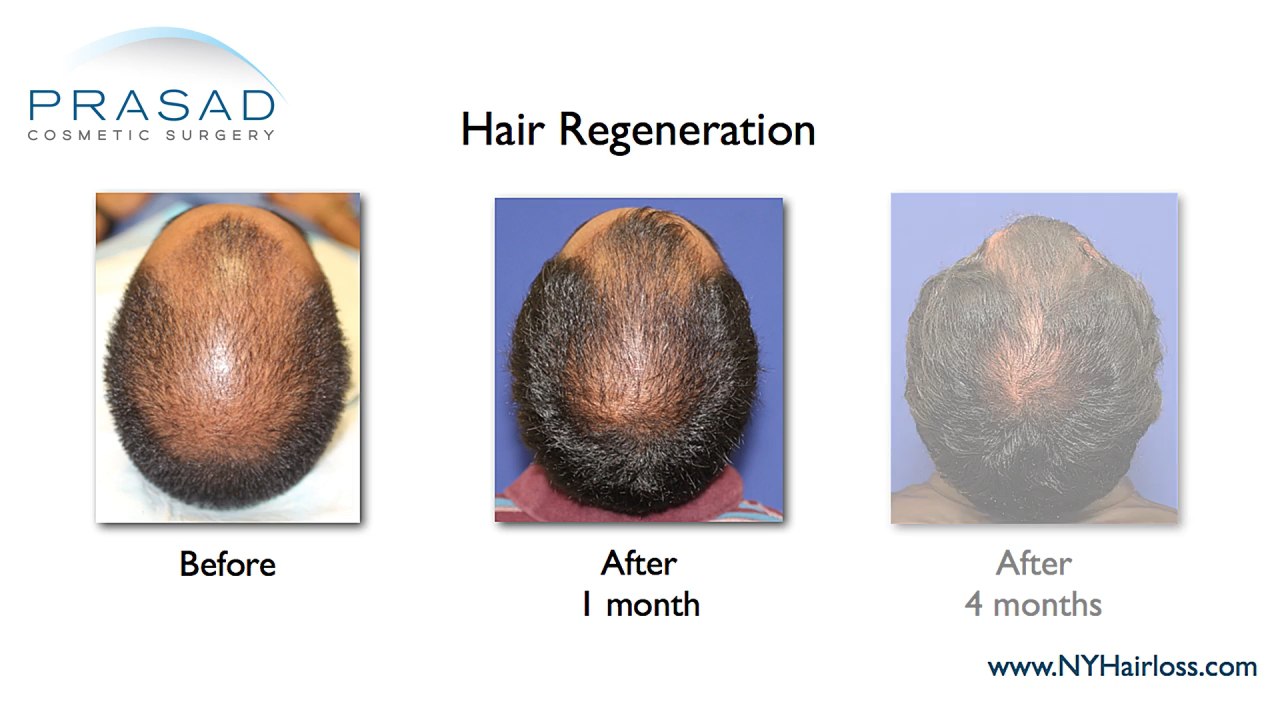 PRASAD
COSMETIC SURGERY
Hair Regeneration
Before
After
1 month
After
4 months
www.NYHairloss.com